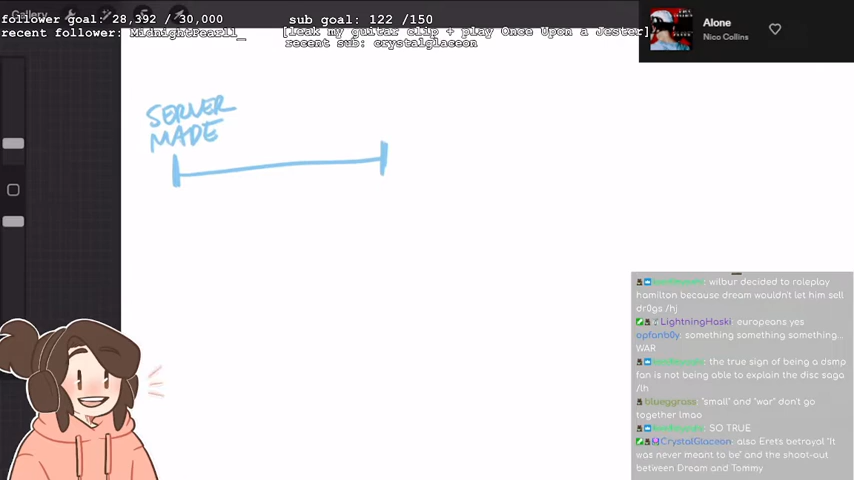 Gallery
follower goal: 28,392 / 30,000
sub goal: 122 /150
recent follower: MidnightPearll_
[leak my guitar clip + play Once Upon a Jester]
recent sub: crystalglaceon
Alone
Nico Collins
SERVER
MADE
: wilbur decided to roleplay
hamilton because dream wouldn't let him sell
dr0gs /hj
LightningHaski: europeans yes
opfanb0y: something something something..
WAR
: the true sign of being a dsmp
fan is not being able to explain the disc saga
/lh
blueggrass: "small" and "war" don't go
together lmao
: SO TRUE
CrystalGlaceon: also Erets betrayal "It
was never meant to be" and the shoot-out
between Dream and Tommy